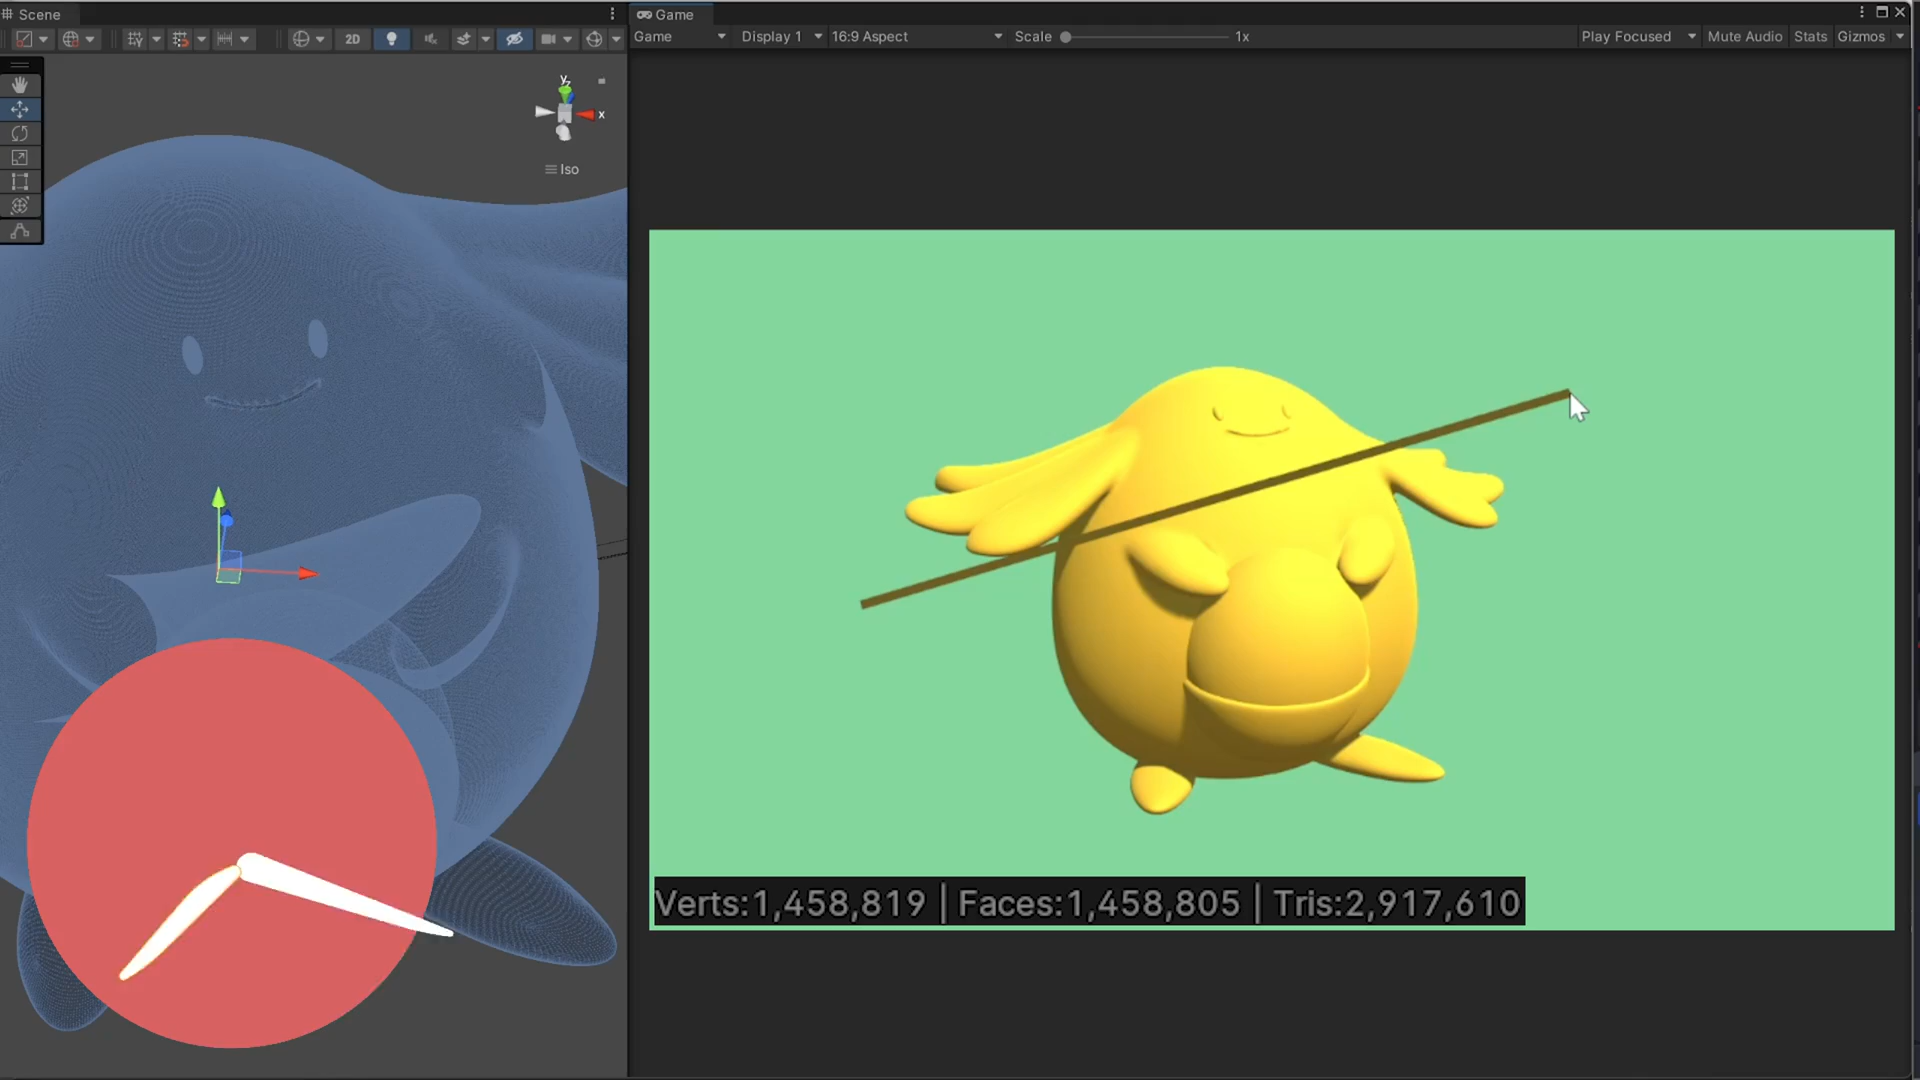 Scene
2D
y
z
x
Iso
Game
Game
Display 1
16:9 Aspect
Scale
1x
Play Focused
Mute Audio
Stats
Gizmos
Verts:1,458,819 | Faces:1,458,805 | Tris:2,917,610